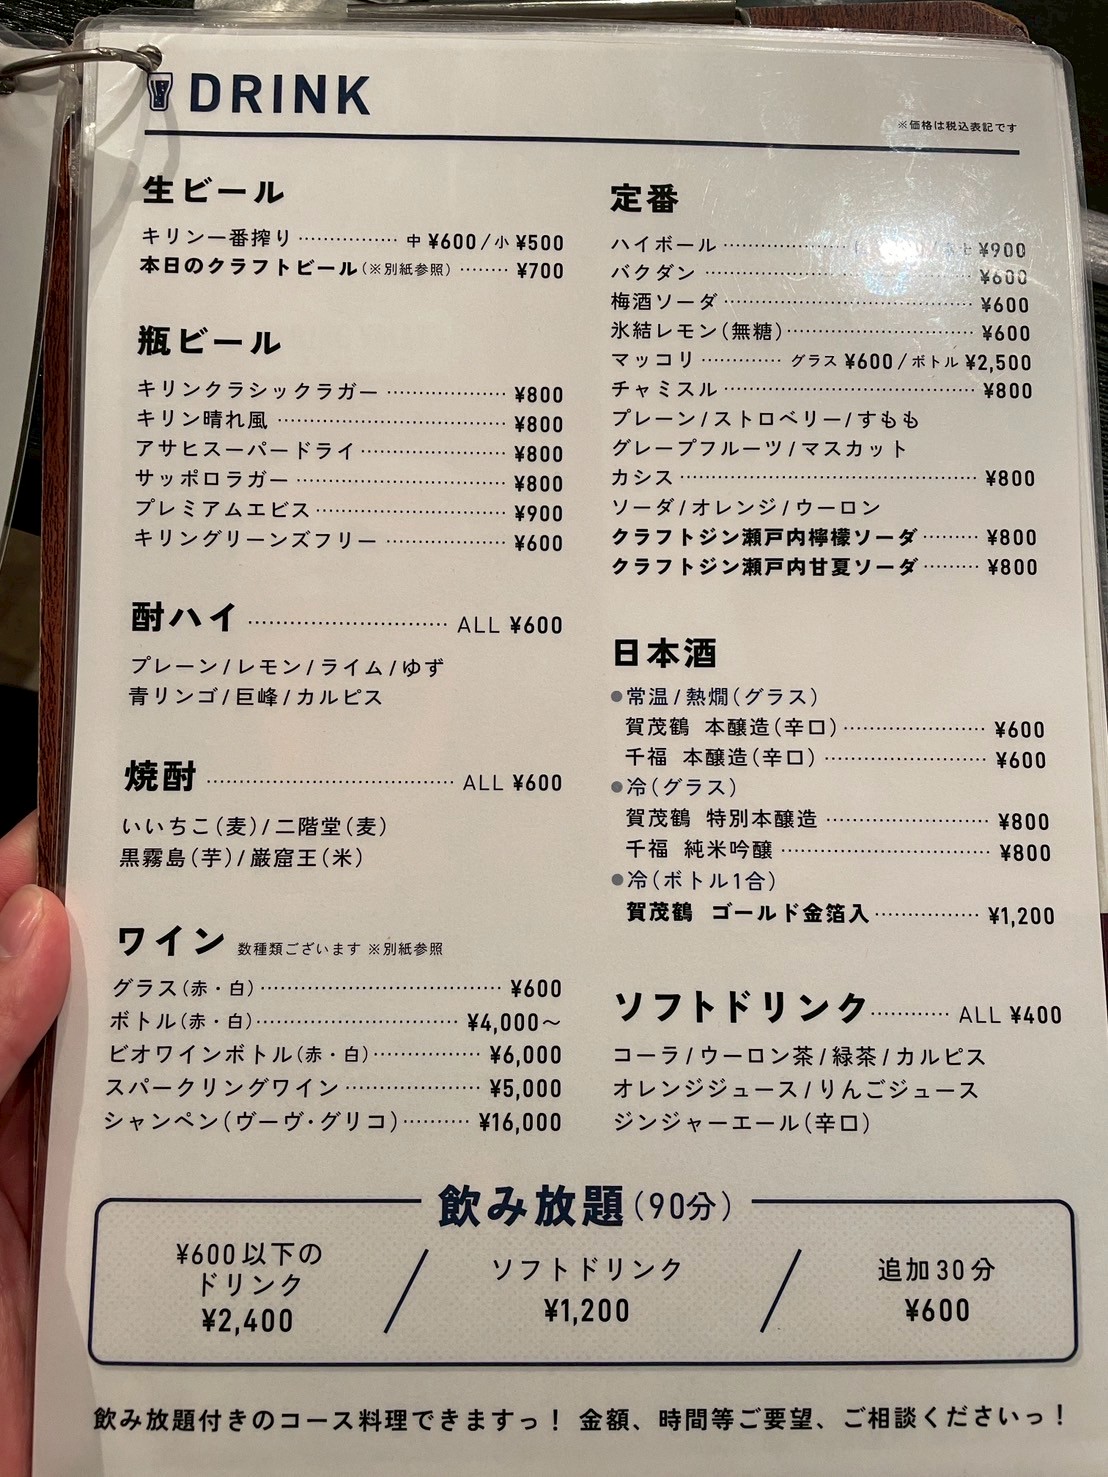 DRINK
※価格は税込表記です
生ビール
キリン一番搾り 中 ¥600/小 ¥500
本日のクラフトビール(※別紙参照) ¥700
瓶ビール
キリンクラシックラガー ¥800
キリン晴れ風 ¥800
アサヒスーパードライ ¥800
サッポロラガー ¥800
プレミアムエビス ¥900
キリングリーンズフリー ¥600
酎ハイ ALL ¥600
プレーン/レモン/ライム/ゆず
青リンゴ/巨峰/カルピス
焼酎 ALL ¥600
いいちこ(麦)/二階堂(麦)
黒霧島(芋)/巌窟王(米)
ワイン 数種類ございます ※別紙参照
グラス(赤・白) ¥600
ボトル(赤・白) ¥4,000〜
ビオワインボトル(赤・白) ¥6,000
スパークリングワイン ¥5,000
シャンペン(ヴーヴ・グリコ) ¥16,000
定番
ハイボール ¥900
バクダン ¥600
梅酒ソーダ ¥600
氷結レモン(無糖) ¥600
マッコリ グラス ¥600/ボトル ¥2,500
チャミスル ¥800
プレーン/ストロベリー/すもも
グレープフルーツ/マスカット
カシス ¥800
ソーダ/オレンジ/ウーロン
クラフトジン瀬戸内檸檬ソーダ ¥800
クラフトジン瀬戸内甘夏ソーダ ¥800
日本酒
●常温/熱燗(グラス)
賀茂鶴 本醸造(辛口) ¥600
千福 本醸造(辛口) ¥600
●冷(グラス)
賀茂鶴 特別本醸造 ¥800
千福 純米吟醸 ¥800
●冷(ボトル1合)
賀茂鶴 ゴールド金箔入 ¥1,200
ソフトドリンク ALL ¥400
コーラ/ウーロン茶/緑茶/カルピス
オレンジジュース/りんごジュース
ジンジャーエール(辛口)
飲み放題(90分)
¥600以下の
ドリンク
¥2,400
ソフトドリンク
¥1,200
追加30分
¥600
飲み放題付きのコース料理できますっ! 金額、時間等ご要望、ご相談くださいっ!